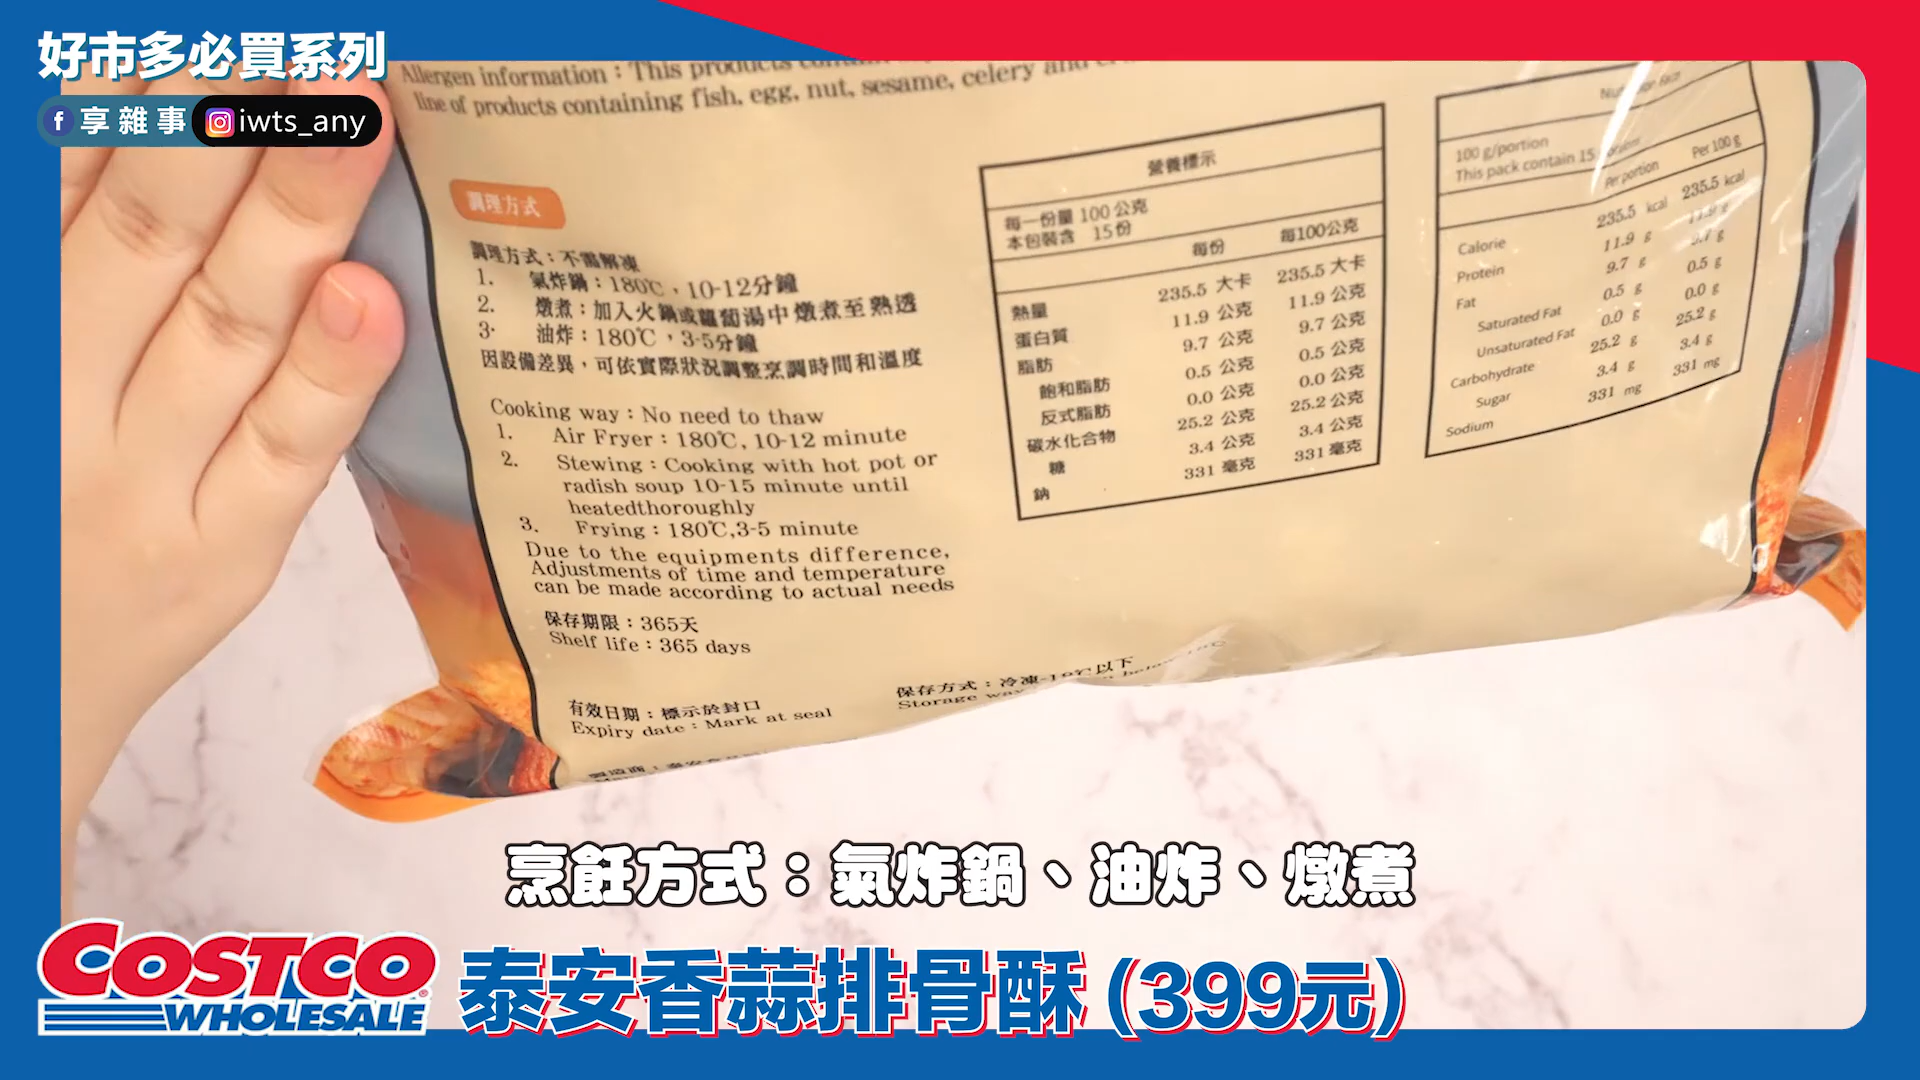 好市多必買系列
享雜事 iwts_any
Allergen information：This products
line of products containing fish, egg, nut, sesame, celery and
調理方式
調理方式：不需解凍
1. 氣炸鍋：180℃，10-12分鐘
2. 燉煮：加入火鍋或蘿蔔湯中燉煮至熟透
3· 油炸：180℃，3-5分鐘
因設備差異，可依實際狀況調整烹調時間和溫度
Cooking way：No need to thaw
1. Air Fryer：180℃, 10-12 minute
2. Stewing：Cooking with hot pot or
radish soup 10-15 minute until
heatedthoroughly
3. Frying：180℃,3-5 minute
Due to the equipments difference,
Adjustments of time and temperature
can be made according to actual needs
保存期限：365天
Shelf life：365 days
有效日期：標示於封口
Expiry date：Mark at seal
保存方式：冷凍 以下
Storage way
營養標示
每一份量 100 公克
本包裝含 15份
每份 每100公克
熱量 235.5 大卡 235.5 大卡
蛋白質 11.9 公克 11.9 公克
脂肪 9.7 公克 9.7 公克
飽和脂肪 0.5 公克 0.5 公克
反式脂肪 0.0 公克 0.0 公克
碳水化合物 25.2 公克 25.2 公克
糖 3.4 公克 3.4 公克
鈉 331 毫克 331 毫克
100 g/portion
This pack contain 15
Per portion Per 100 g
Calorie 235.5 kcal 235.5 kcal
Protein 11.9 g
Fat 9.7 g
Saturated Fat 0.5 g 0.5 g
Unsaturated Fat 0.0 g 0.0 g
Carbohydrate 25.2 g 25.2 g
Sugar 3.4 g 3.4 g
Sodium 331 mg 331 mg
烹飪方式：氣炸鍋、油炸、燉煮
COSTCO
WHOLESALE
泰安香蒜排骨酥 (399元)